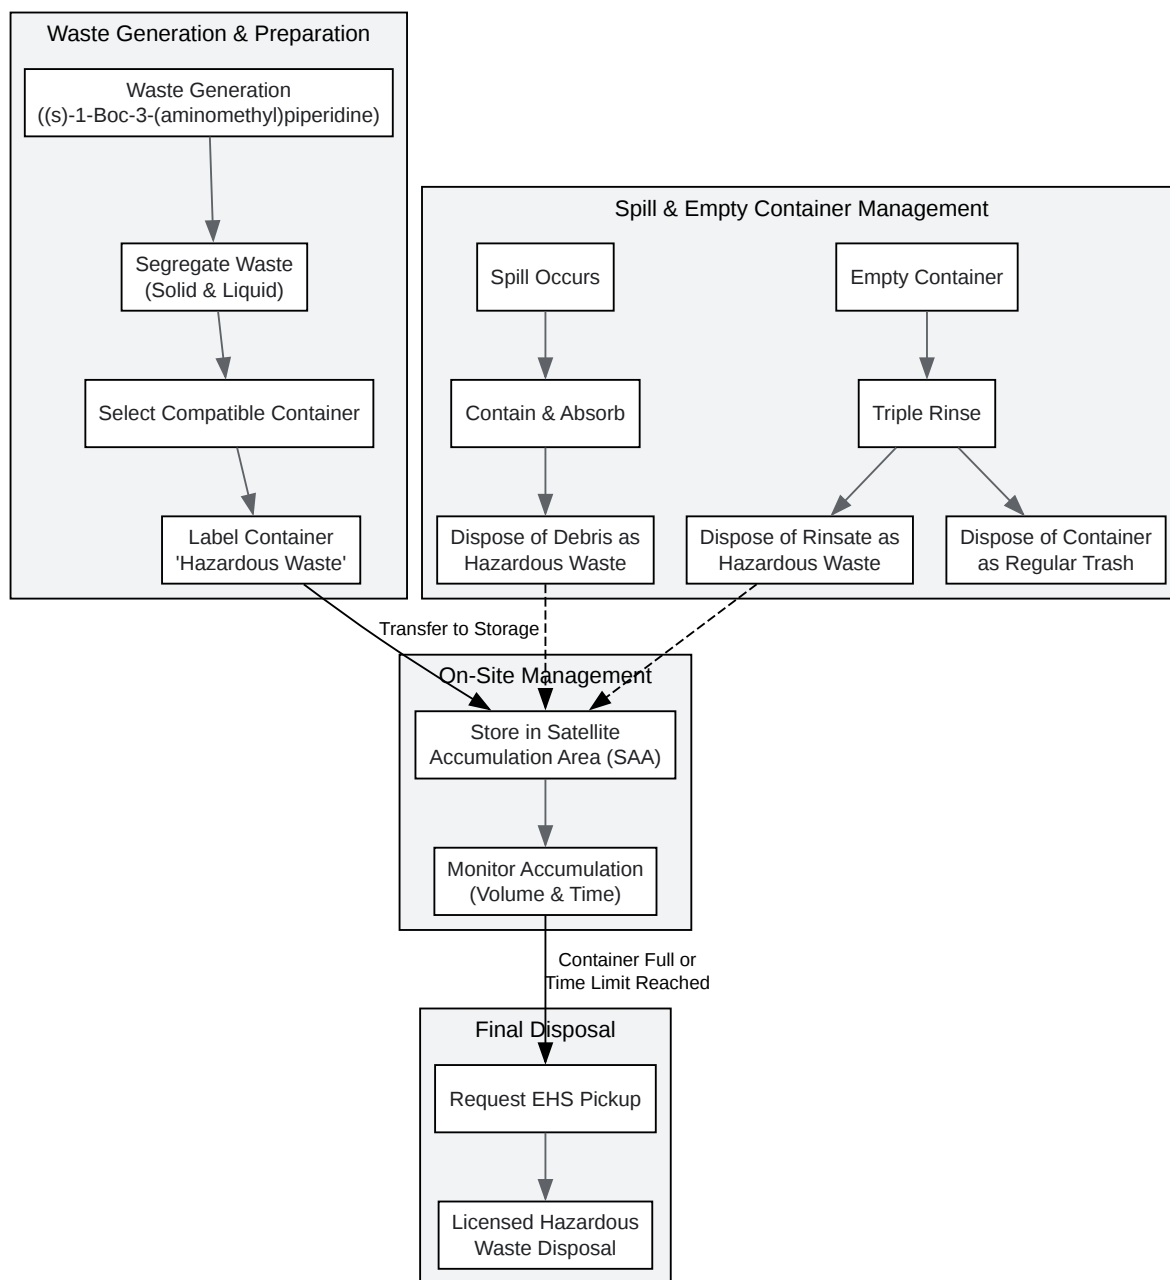 Waste Generation & Preparation
Waste Generation
((s)-1-Boc-3-(aminomethyl)piperidine)
Segregate Waste
(Solid & Liquid)
Select Compatible Container
Label Container
'Hazardous Waste'
Spill & Empty Container Management
Spill Occurs
Empty Container
Contain & Absorb
Triple Rinse
Dispose of Debris as
Hazardous Waste
Dispose of Rinsate as
Hazardous Waste
Dispose of Container
as Regular Trash
Transfer to Storage
On-Site Management
Store in Satellite
Accumulation Area (SAA)
Monitor Accumulation
(Volume & Time)
Container Full or
Time Limit Reached
Final Disposal
Request EHS Pickup
Licensed Hazardous
Waste Disposal